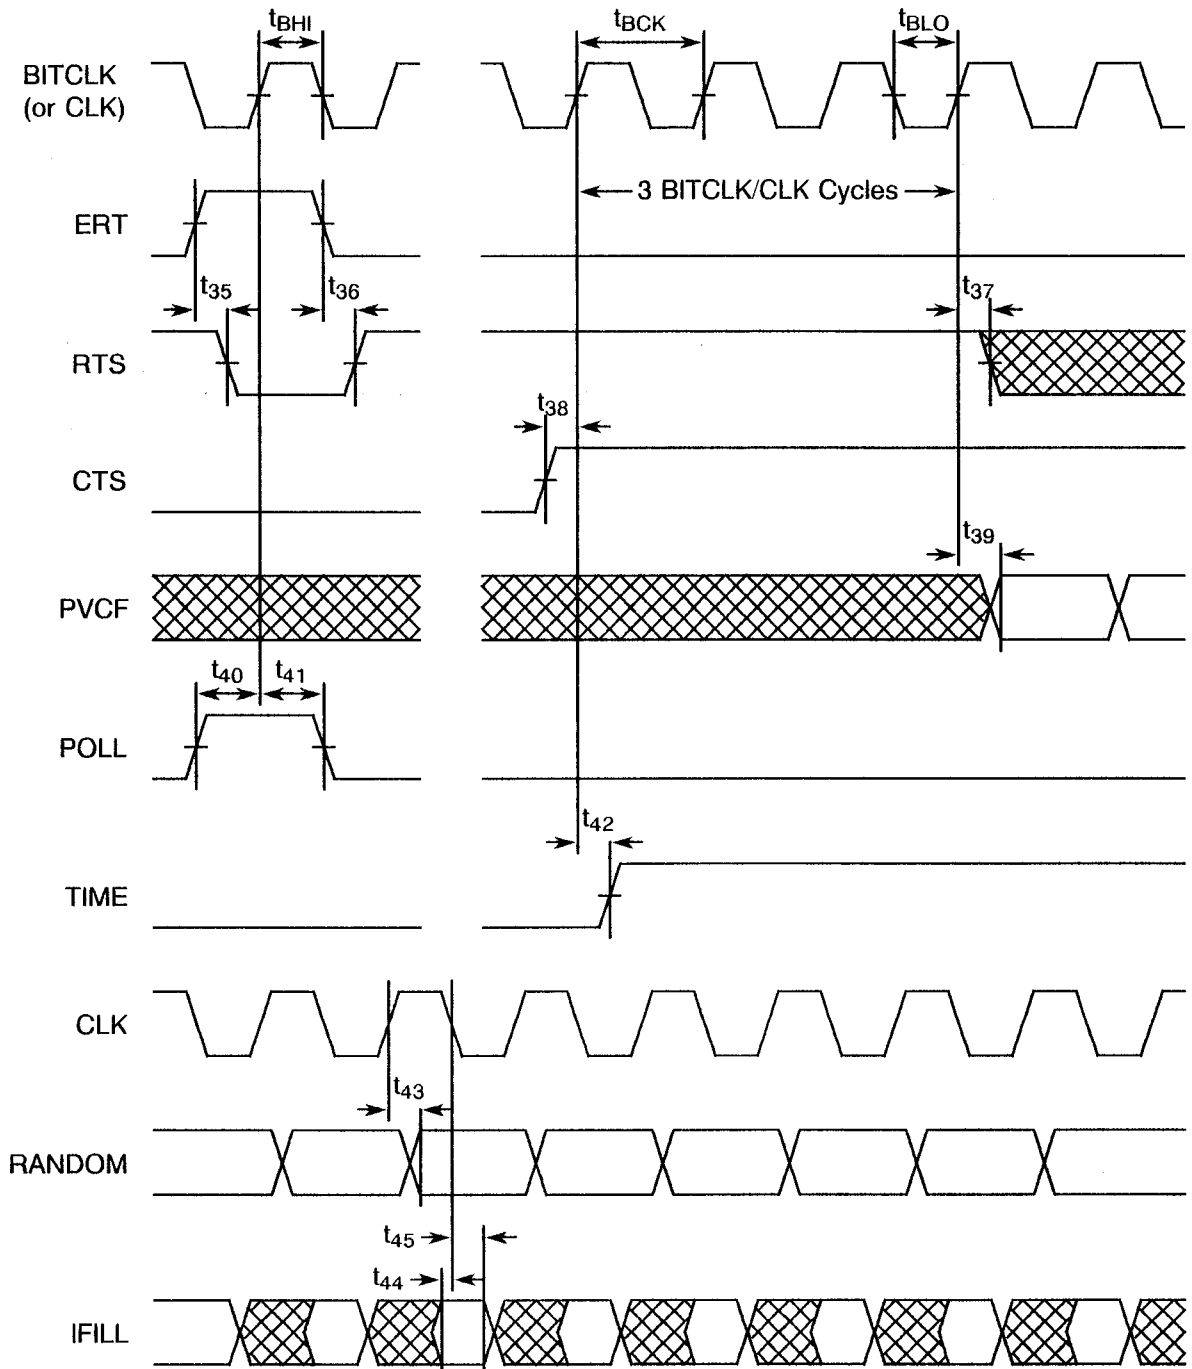 tBHI
tBCK
tBLO
BITCLK
(or CLK)
3 BITCLK/CLK Cycles
ERT
t35
t36
t37
RTS
t38
CTS
t39
PVCF
t40
t41
POLL
t42
TIME
CLK
t43
RANDOM
t45
t44
IFILL